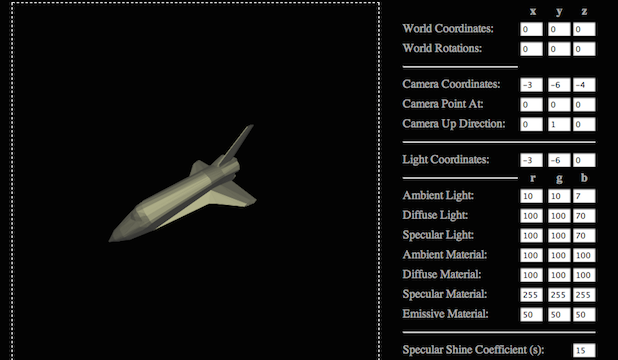 x y z
World Coordinates: 0 0 0
World Rotations: 0 0 0
Camera Coordinates: -3 -6 -4
Camera Point At: 0 0 0
Camera Up Direction: 0 1 0
Light Coordinates: -3 -6 0
r g b
Ambient Light: 10 10 7
Diffuse Light: 100 100 70
Specular Light: 100 100 70
Ambient Material: 100 100 100
Diffuse Material: 100 100 100
Specular Material: 255 255 255
Emissive Material: 50 50 50
Specular Shine Coefficient (s): 15